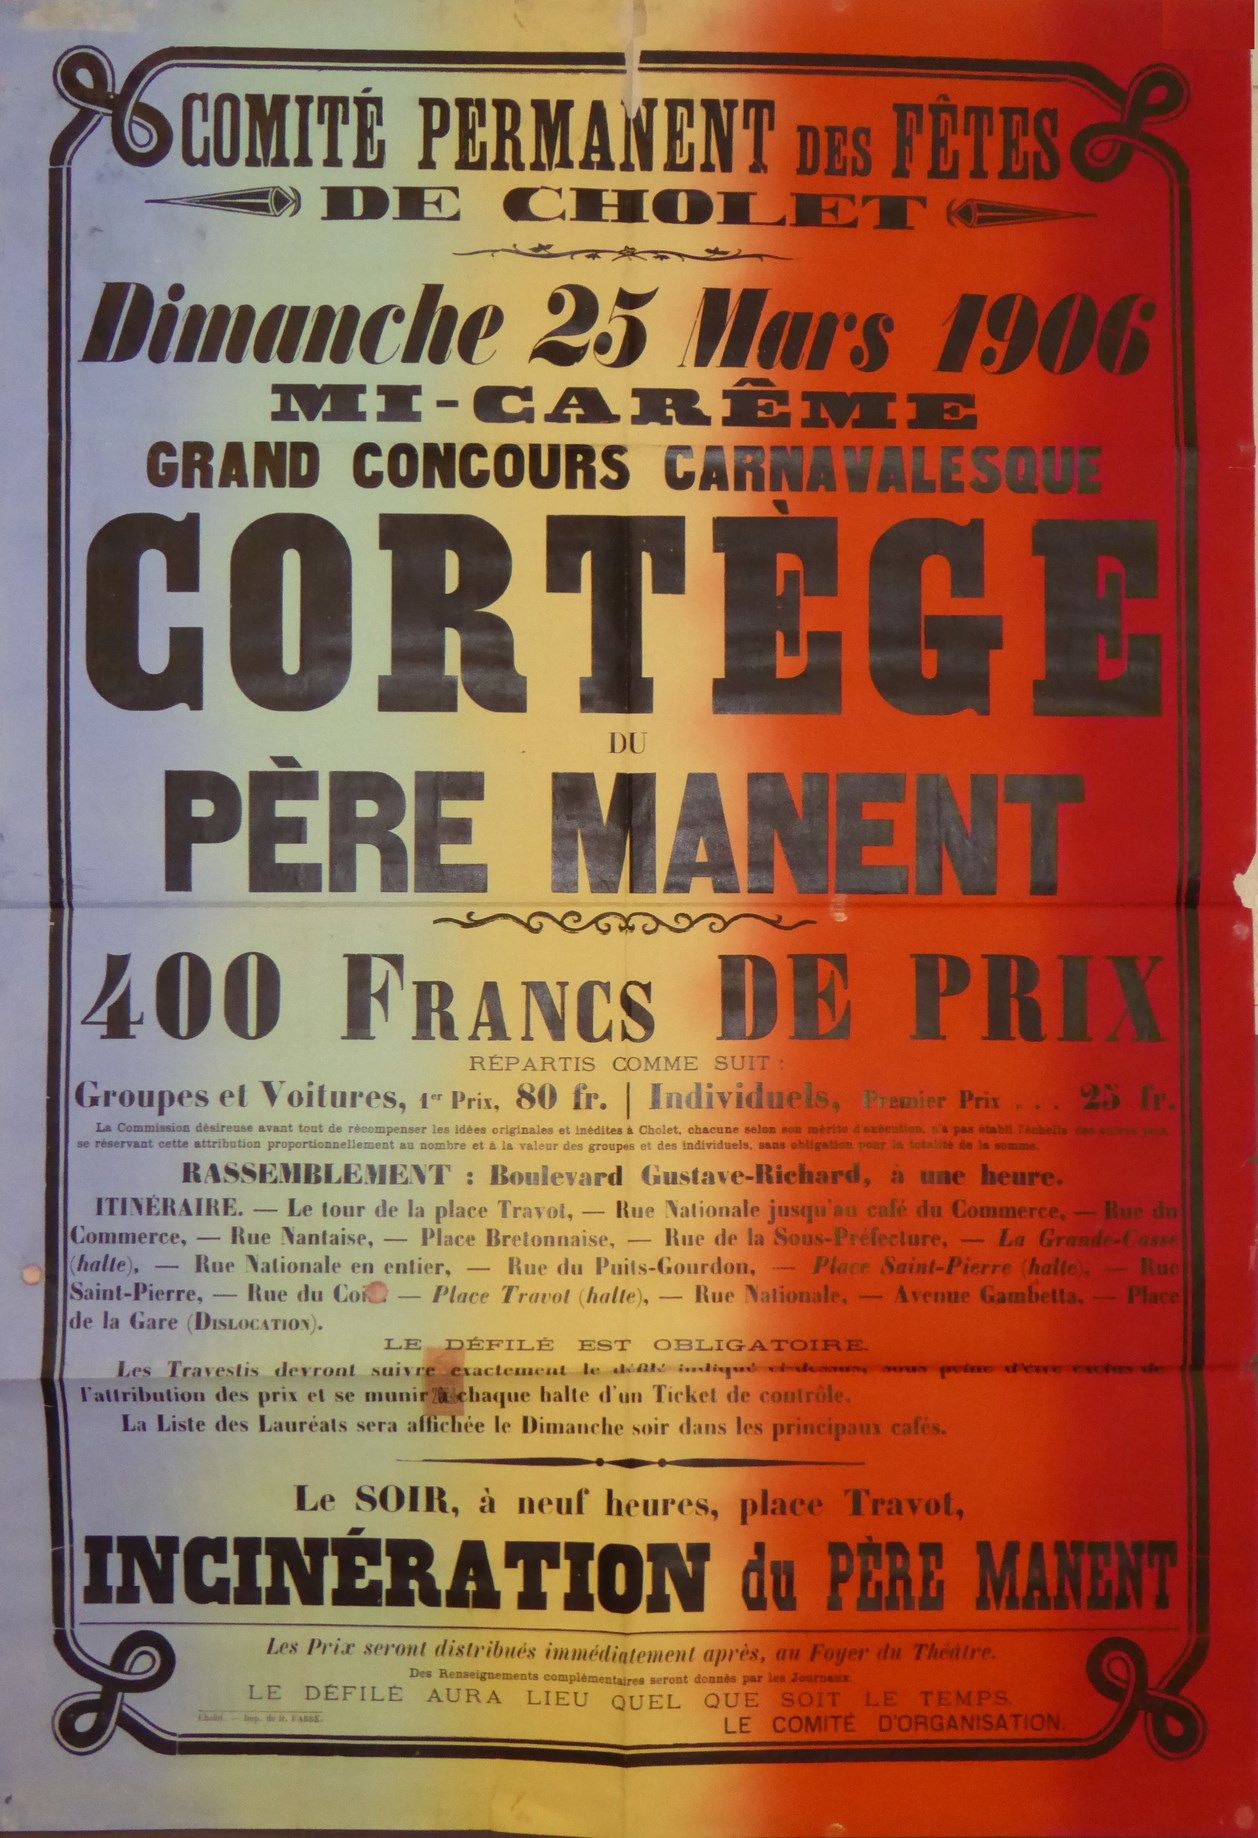 COMITÉ PERMANENT DES FÊTES
DE CHOLET
Dimanche 25 Mars 1906
MI-CARÊME
GRAND CONCOURS CARNAVALESQUE
CORTÈGE
DU
PÈRE MANENT
400 FRANCS DE PRIX
RÉPARTIS COMME SUIT :
Groupes et Voitures, 1er Prix, 80 fr. | Individuels, Premier Prix . . . 25 fr.
La Commission désireuse avant tout de récompenser les idées originales et inédites à Cholet, chacune selon son mérite d'exécution, n'a pas établi l'échelle des autres prix,
se réservant cette attribution proportionnellement au nombre et à la valeur des groupes et des individuels, sans obligation pour la totalité de la somme.
RASSEMBLEMENT : Boulevard Gustave-Richard, à une heure.
ITINÉRAIRE. — Le tour de la place Travot, — Rue Nationale jusqu'au café du Commerce, — Rue du
Commerce, — Rue Nantaise, — Place Bretonnaise, — Rue de la Sous-Préfecture, — La Grande-Casse
(halte), — Rue Nationale en entier, — Rue du Puits-Gourdon, — Place Saint-Pierre (halte), — Rue
Saint-Pierre, — Rue du — Place Travot (halte), — Rue Nationale, — Avenue Gambetta, — Place
de la Gare (DISLOCATION).
LE DÉFILÉ EST OBLIGATOIRE.
Les Travestis devront suivre exactement le défilé indiqué ci-dessus, sous peine d'être exclus de
l'attribution des prix et se munir à chaque halte d'un Ticket de contrôle.
La Liste des Lauréats sera affichée le Dimanche soir dans les principaux cafés.
Le SOIR, à neuf heures, place Travot,
INCINÉRATION du PÈRE MANENT
Les Prix seront distribués immédiatement après, au Foyer du Théâtre.
Des Renseignements complémentaires seront donnés par les Journaux.
LE DÉFILÉ AURA LIEU QUEL QUE SOIT LE TEMPS.
Cholet. — Imp. de H. FARRÉ.
LE COMITÉ D'ORGANISATION.